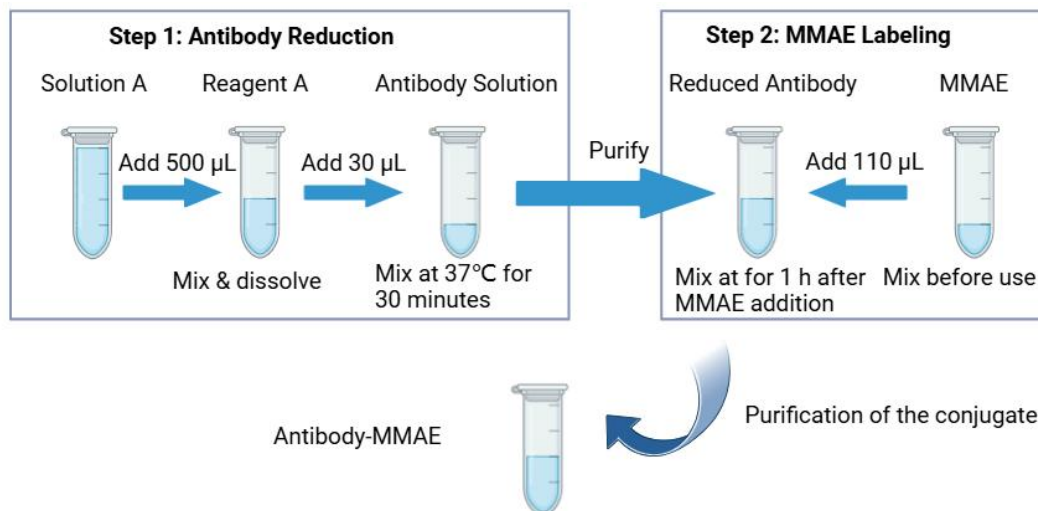 Step 1: Antibody Reduction
Solution A
Reagent A
Antibody Solution
Add 500 µL
Add 30 µL
Mix & dissolve
Mix at 37℃ for
30 minutes
Purify
Step 2: MMAE Labeling
Reduced Antibody
MMAE
Add 110 µL
Mix at for 1 h after
MMAE addition
Mix before use
Antibody-MMAE
Purification of the conjugate